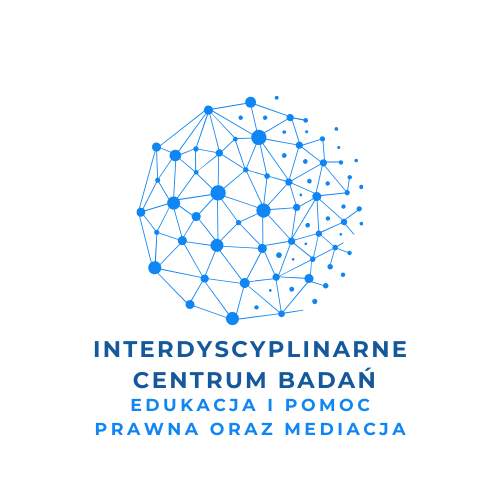 INTERDYSCYPLINARNE
CENTRUM BADAŃ
EDUKACJA I POMOC
PRAWNA ORAZ MEDIACJA